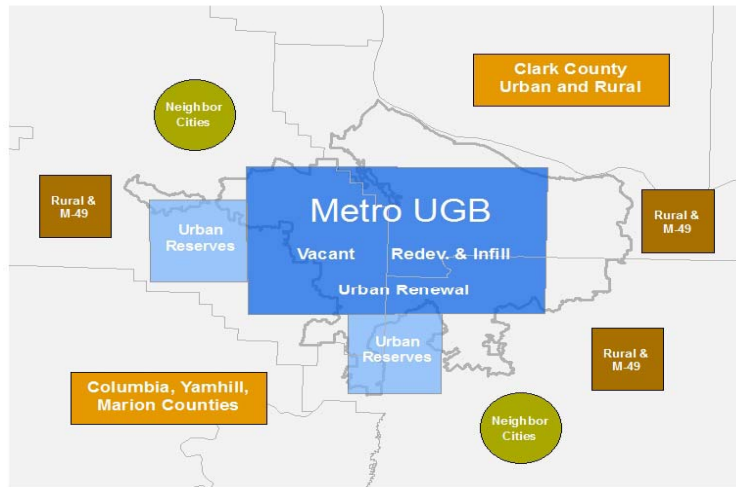 Clark County
Urban and Rural
Neighbor
Cities
Rural &
M-49
Urban
Reserves
Metro UGB
Vacant
Redev. & Infill
Urban Renewal
Rural &
M-49
Urban
Reserves
Rural &
M-49
Columbia, Yamhill,
Marion Counties
Neighbor
Cities